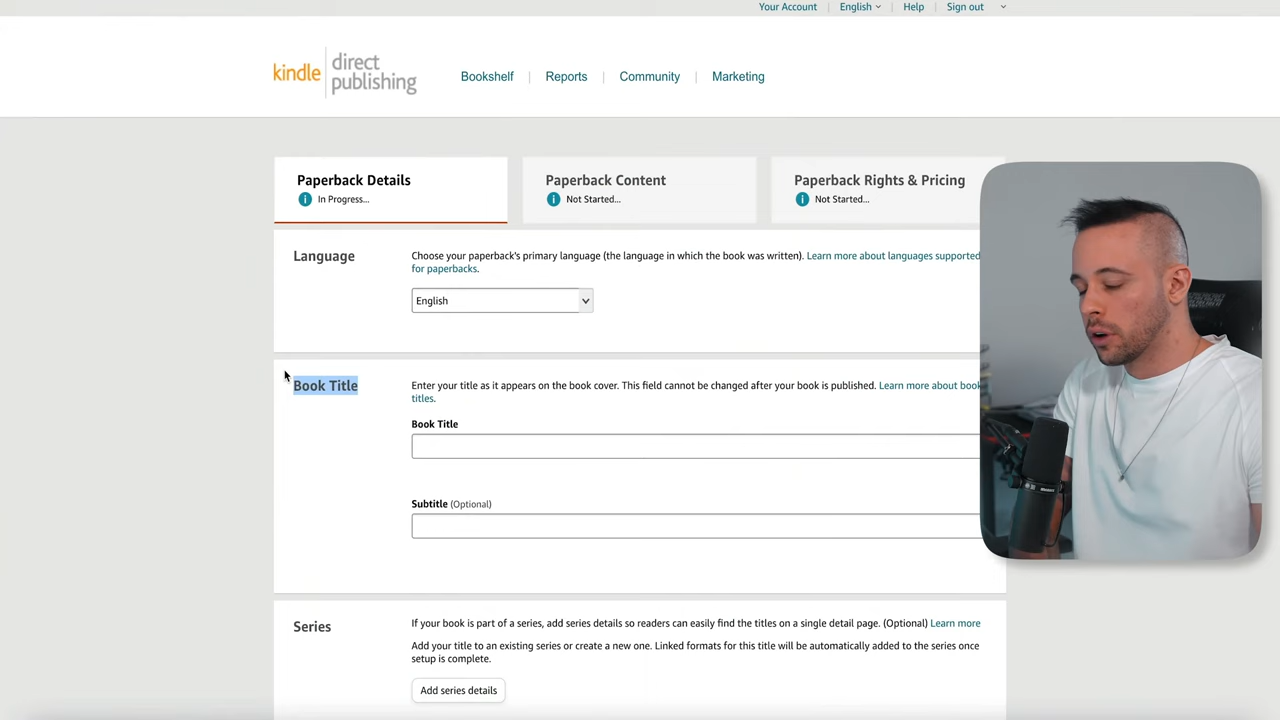 Your Account English Help Sign out
kindle direct publishing
Bookshelf Reports Community Marketing
Paperback Details
In Progress...
Paperback Content
Not Started...
Paperback Rights & Pricing
Not Started...
Language
Choose your paperback's primary language (the language in which the book was written). Learn more about languages supported
for paperbacks.
English
Book Title
Enter your title as it appears on the book cover. This field cannot be changed after your book is published. Learn more about book
titles.
Book Title
Subtitle (Optional)
Series
If your book is part of a series, add series details so readers can easily find the titles on a single detail page. (Optional) Learn more
Add your title to an existing series or create a new one. Linked formats for this title will be automatically added to the series once
setup is complete.
Add series details